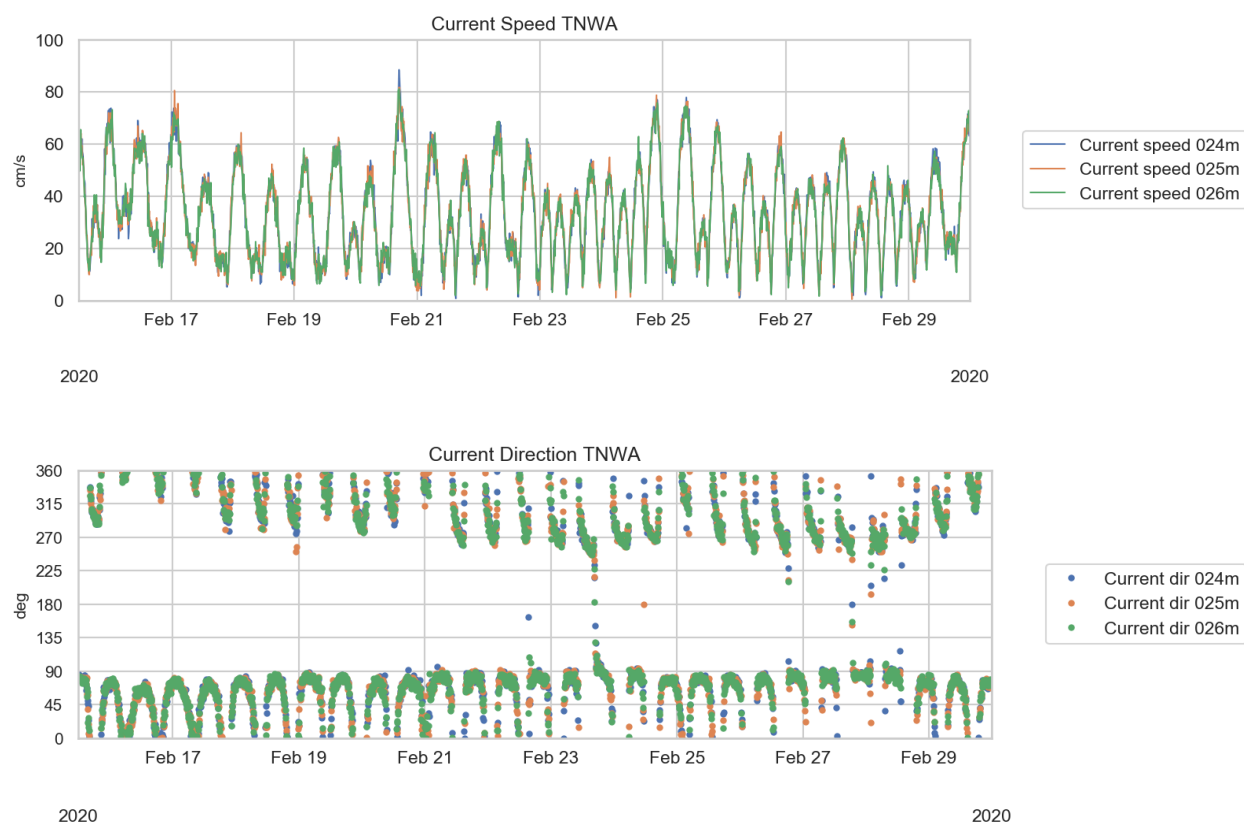 Current Speed TNWA
100
80
60
40
20
0
cm/s
Feb 17 Feb 19 Feb 21 Feb 23 Feb 25 Feb 27 Feb 29
2020 2020
Current speed 024m
Current speed 025m
Current speed 026m
Current Direction TNWA
360
315
270
225
180
135
90
45
0
deg
Feb 17 Feb 19 Feb 21 Feb 23 Feb 25 Feb 27 Feb 29
2020 2020
Current dir 024m
Current dir 025m
Current dir 026m